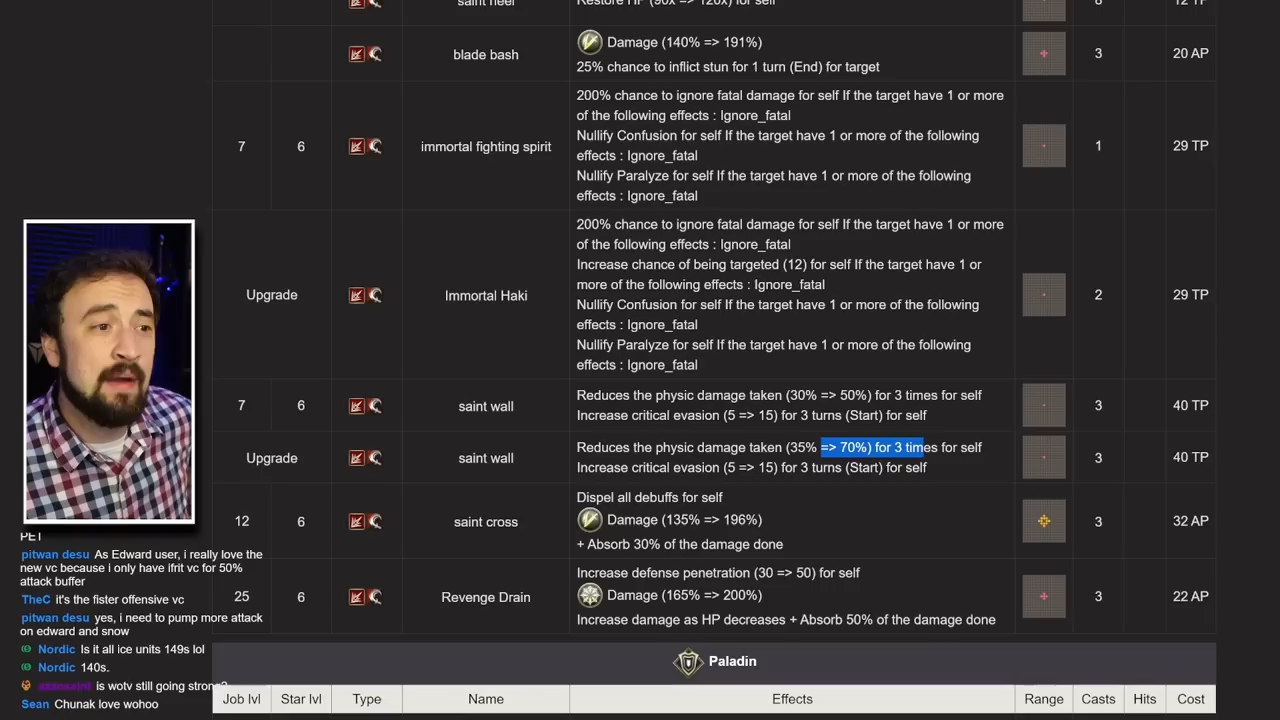 saint heel
Restore HP (90x => 120x) for self
8
12 TP
blade bash
Damage (140% => 191%)
25% chance to inflict stun for 1 turn (End) for target
3
20 AP
7
6
immortal fighting spirit
200% chance to ignore fatal damage for self If the target have 1 or more
of the following effects : Ignore_fatal
Nullify Confusion for self If the target have 1 or more of the following
effects : Ignore_fatal
Nullify Paralyze for self If the target have 1 or more of the following
effects : Ignore_fatal
1
29 TP
Upgrade
Immortal Haki
200% chance to ignore fatal damage for self If the target have 1 or more
of the following effects : Ignore_fatal
Increase chance of being targeted (12) for self If the target have 1 or
more of the following effects : Ignore_fatal
Nullify Confusion for self If the target have 1 or more of the following
effects : Ignore_fatal
Nullify Paralyze for self If the target have 1 or more of the following
effects : Ignore_fatal
2
29 TP
7
6
saint wall
Reduces the physic damage taken (30% => 50%) for 3 times for self
Increase critical evasion (5 => 15) for 3 turns (Start) for self
3
40 TP
Upgrade
saint wall
Reduces the physic damage taken (35% => 70%) for 3 times for self
Increase critical evasion (5 => 15) for 3 turns (Start) for self
3
40 TP
12
6
saint cross
Dispel all debuffs for self
Damage (135% => 196%)
+ Absorb 30% of the damage done
3
32 AP
25
6
Revenge Drain
Increase defense penetration (30 => 50) for self
Damage (165% => 200%)
Increase damage as HP decreases + Absorb 50% of the damage done
3
22 AP
Paladin
Job lvl
Star lvl
Type
Name
Effects
Range
Casts
Hits
Cost
PET
pitwan desu As Edward user, i really love the
new vc because i only have ifrit vc for 50%
attack buffer
TheC it's the fister offensive vc
pitwan desu yes, i need to pump more attack
on edward and snow
Nordic Is it all ice units 149s lol
Nordic 140s.
Is wotv still going strong?
Sean Chunak love wohoo